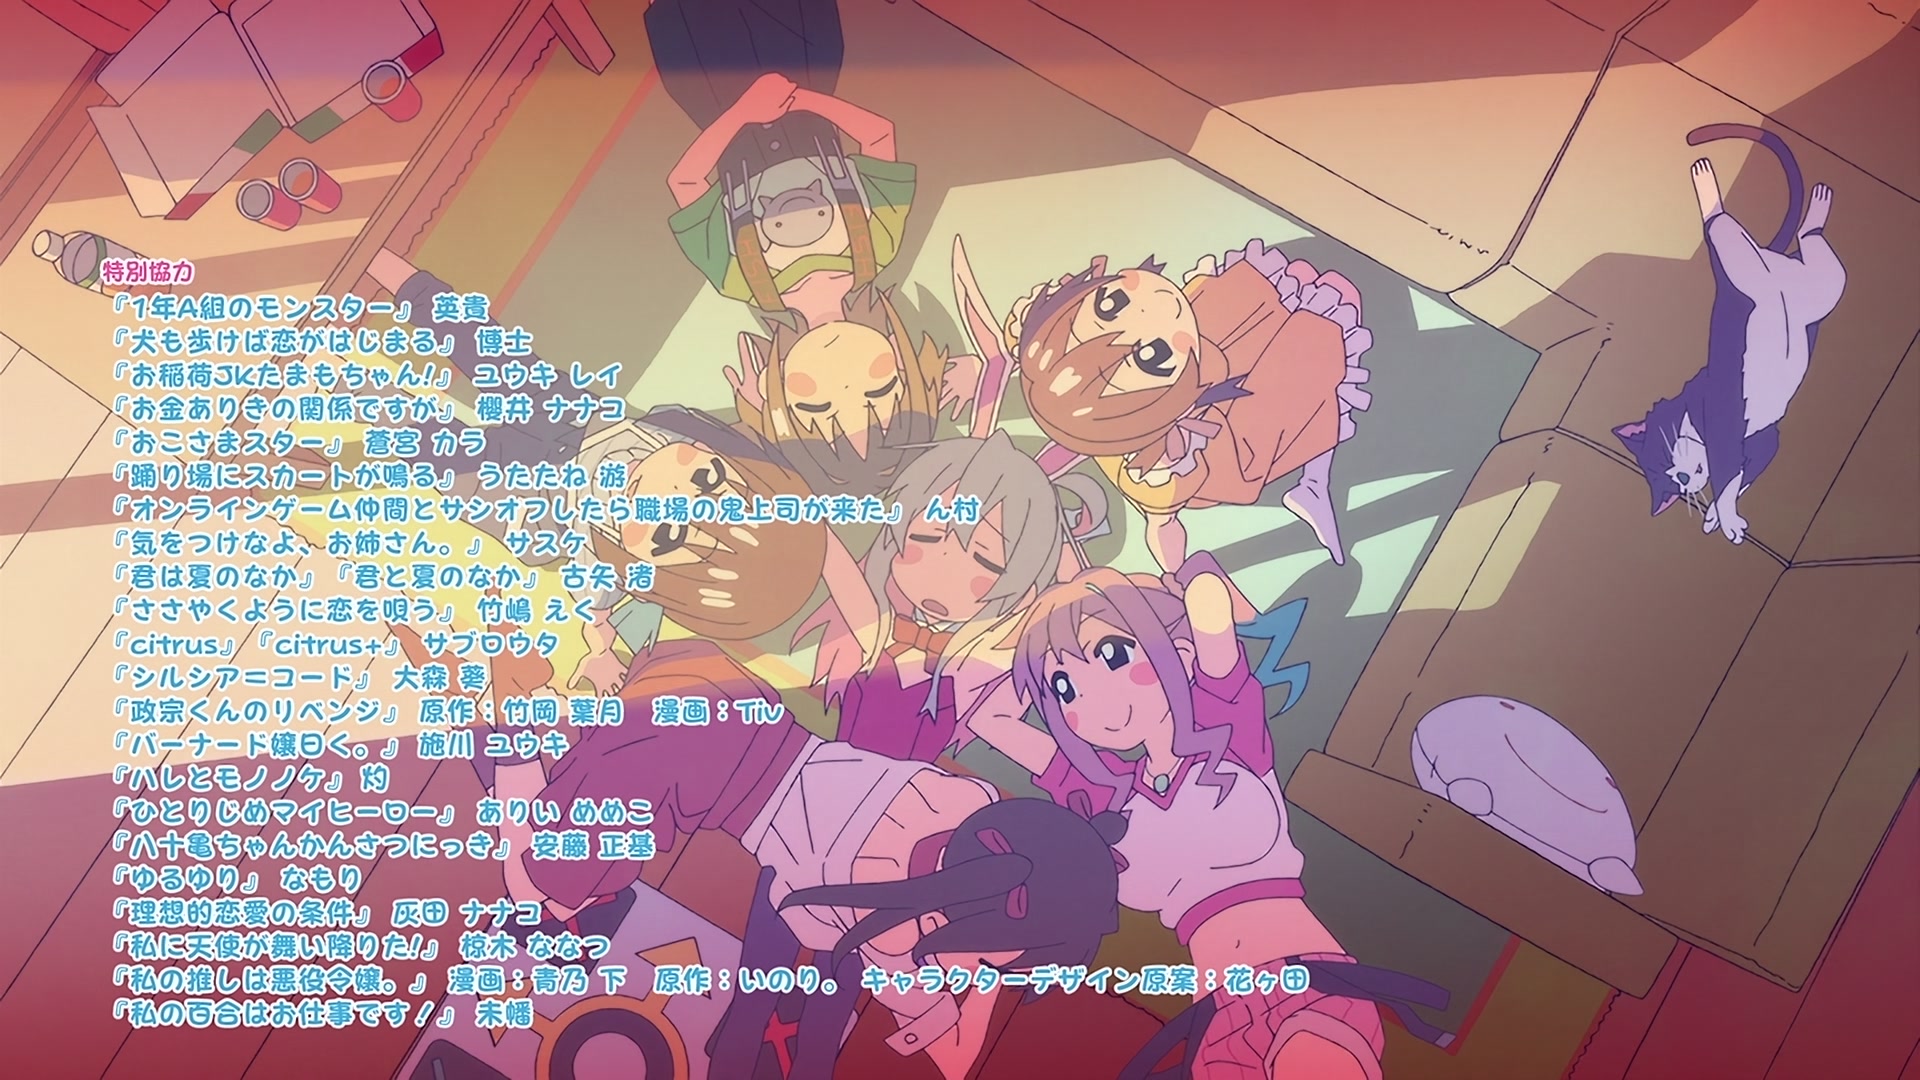 特別協力
『1年A組のモンスター』 英貴
『犬も歩けば恋がはじまる』 博士
『お稲荷JKたまもちゃん!』 ユウキ レイ
『お金ありきの関係ですが』 櫻井 ナナコ
『おこさまスター』 蒼宮 カラ
『踊り場にスカートが鳴る』 うたたね 游
『オンラインゲーム仲間とサシオフしたら職場の鬼上司が来た』 ん村
『気をつけなよ、お姉さん。』 サスケ
『君は夏のなか』『君と夏のなか』 古矢 渚
『ささやくように恋を唄う』 竹嶋 えく
『citrus』『citrus+』 サブロウタ
『シルシア=コード』 大森 葵
『政宗くんのリベンジ』 原作：竹岡 葉月　漫画：Tiv
『バーナード嬢曰く。』 施川 ユウキ
『ハレとモノノケ』 灼
『ひとりじめマイヒーロー』 ありい めめこ
『八十亀ちゃんかんさつにっき』 安藤 正基
『ゆるゆり』 なもり
『理想的恋愛の条件』 灰田 ナナコ
『私に天使が舞い降りた!』 椋木 ななつ
『私の推しは悪役令嬢。』 漫画：青乃 下　原作：いのり。 キャラクターデザイン原案：花ヶ田
『私の百合はお仕事です！』 未幡